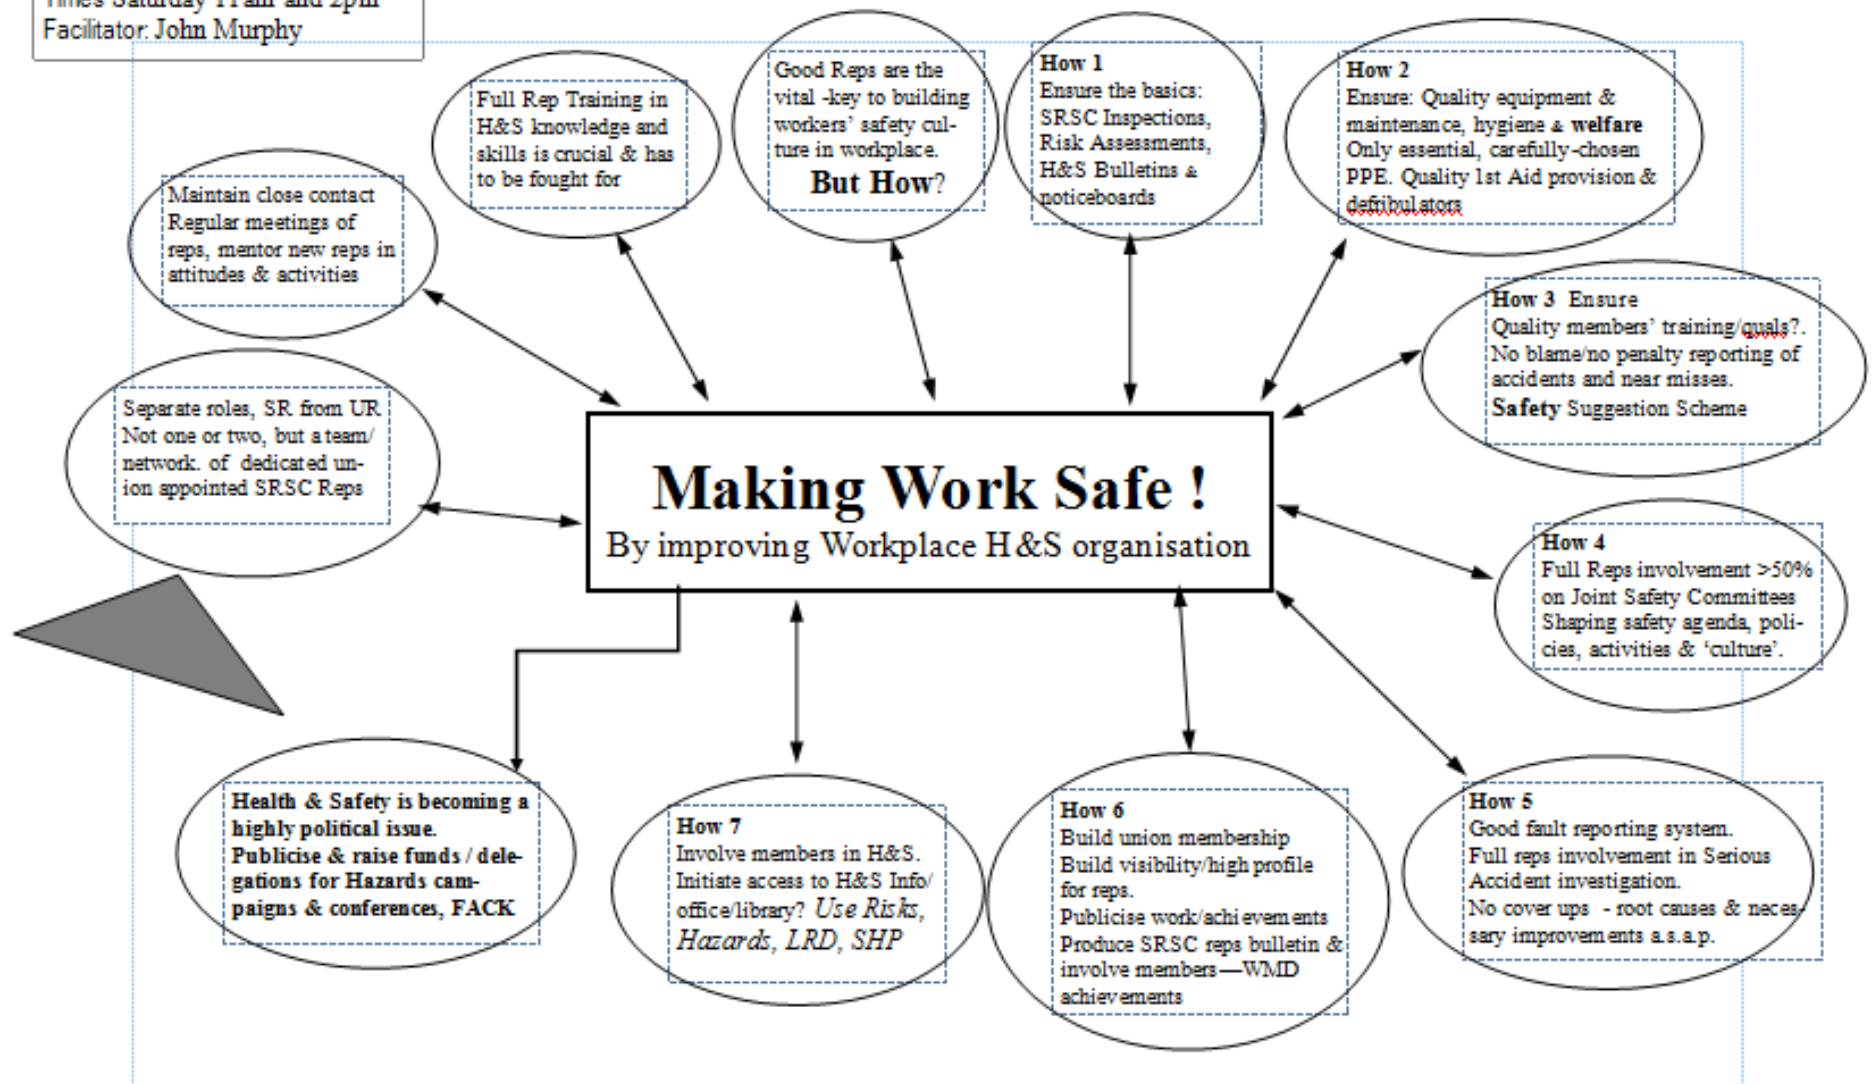 Times Saturday 11am and 2pm
Facilitator: John Murphy
Maintain close contact
Regular meetings of
reps, mentor new reps in
attitudes & activities
Full Rep Training in
H&S knowledge and
skills is crucial & has
to be fought for
Good Reps are the
vital -key to building
workers' safety cul-
ture in workplace.
But How?
How 1
Ensure the basics:
SRSC Inspections,
Risk Assessments,
H&S Bulletins &
noticeboards
How 2
Ensure: Quality equipment &
maintenance, hygiene & welfare
Only essential, carefully-chosen
PPE. Quality 1st Aid provision &
defribulators
How 3 Ensure
Quality members' training/quals?.
No blame/no penalty reporting of
accidents and near misses.
Safety Suggestion Scheme
Separate roles, SR from UR
Not one or two, but a team/
network. of dedicated un-
ion appointed SRSC Reps
Making Work Safe !
By improving Workplace H&S organisation
How 4
Full Reps involvement >50%
on Joint Safety Committees
Shaping safety agenda, poli-
cies, activities & 'culture'.
Health & Safety is becoming a
highly political issue.
Publicise & raise funds / dele-
gations for Hazards cam-
paigns & conferences, FACK
How 7
Involve members in H&S.
Initiate access to H&S Info/
office/library? Use Risks,
Hazards, LRD, SHP
How 6
Build union membership
Build visibility/high profile
for reps.
Publicise work/achievements
Produce SRSC reps bulletin &
involve members—WMD
achievements
How 5
Good fault reporting system.
Full reps involvement in Serious
Accident investigation.
No cover ups - root causes & neces-
sary improvements a.s.a.p.